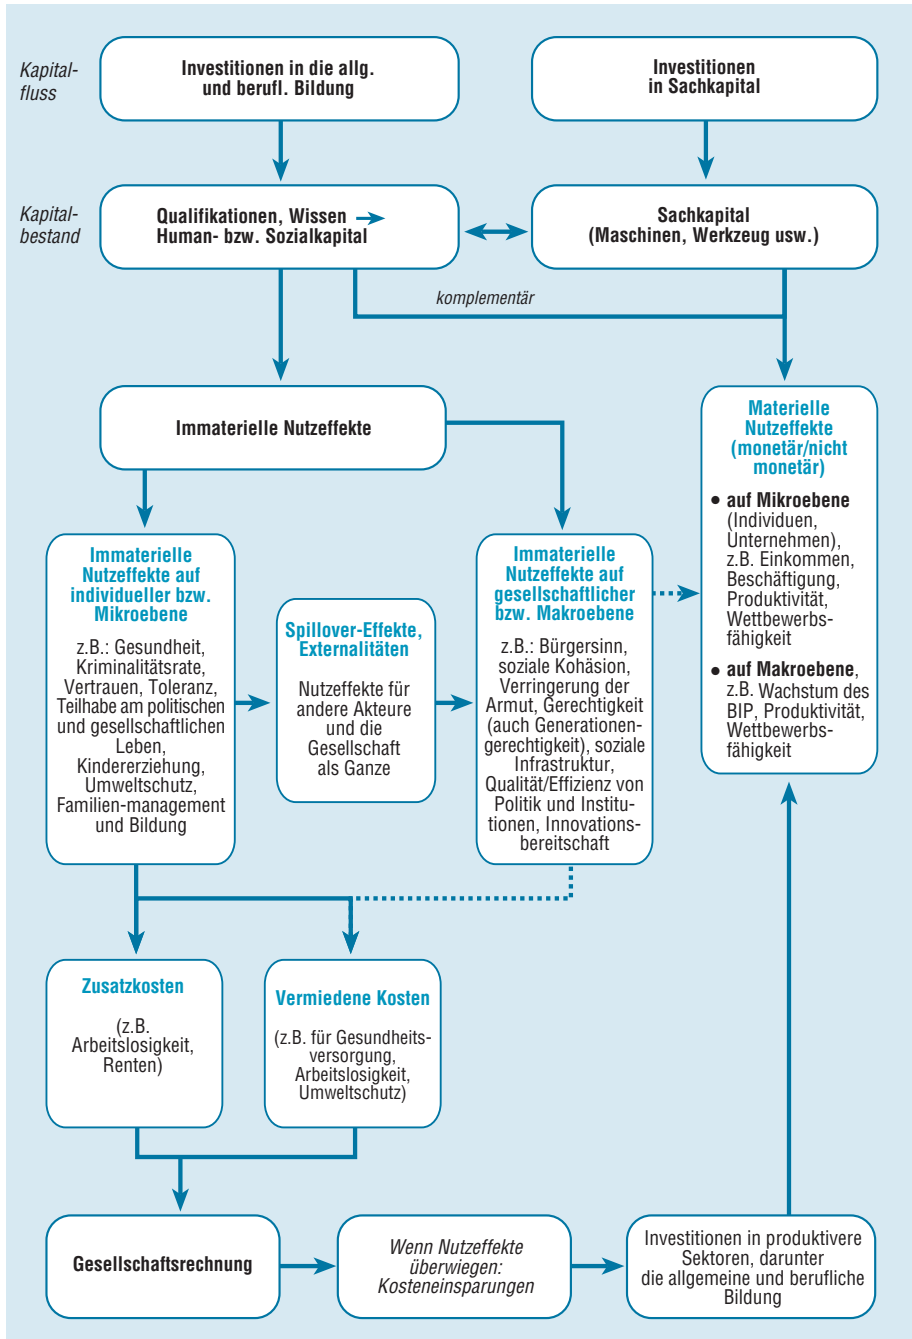 Kapital-
fluss
Investitionen in die allg.
und berufl. Bildung
Investitionen
in Sachkapital
Kapital-
bestand
Qualifikationen, Wissen →
Human- bzw. Sozialkapital
Sachkapital
(Maschinen, Werkzeug usw.)
komplementär
Immaterielle Nutzeffekte
Materielle
Nutzeffekte
(monetär/nicht
monetär)
• auf Mikroebene
(Individuen,
Unternehmen),
z.B. Einkommen,
Beschäftigung,
Produktivität,
Wettbewerbs-
fähigkeit
• auf Makroebene,
z.B. Wachstum des
BIP, Produktivität,
Wettbewerbs-
fähigkeit
Immaterielle
Nutzeffekte auf
individueller bzw.
Mikroebene
z.B.: Gesundheit,
Kriminalitätsrate,
Vertrauen, Toleranz,
Teilhabe am politischen
und gesellschaftlichen
Leben,
Kindererziehung,
Umweltschutz,
Familien-management
und Bildung
Spillover-Effekte,
Externalitäten
Nutzeffekte für
andere Akteure
und die
Gesellschaft
als Ganze
Immaterielle
Nutzeffekte auf
gesellschaftlicher
bzw. Makroebene
z.B.: Bürgersinn,
soziale Kohäsion,
Verringerung der
Armut, Gerechtigkeit
(auch Generationen-
gerechtigkeit), soziale
Infrastruktur,
Qualität/Effizienz von
Politik und Institu-
tionen, Innovations-
bereitschaft
Zusatzkosten
(z.B.
Arbeitslosigkeit,
Renten)
Vermiedene Kosten
(z.B. für Gesundheits-
versorgung,
Arbeitslosigkeit,
Umweltschutz)
Gesellschaftsrechnung
Wenn Nutzeffekte
überwiegen:
Kosteneinsparungen
Investitionen in produktivere
Sektoren, darunter
die allgemeine und berufliche
Bildung